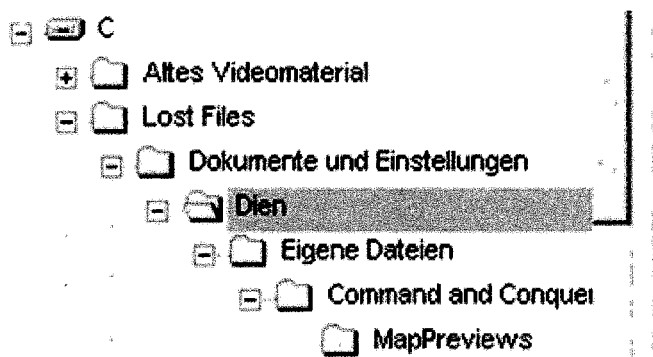 C
Altes Videomaterial
Lost Files
Dokumente und Einstellungen
Dien
Eigene Dateien
Command and Conquer
MapPreviews